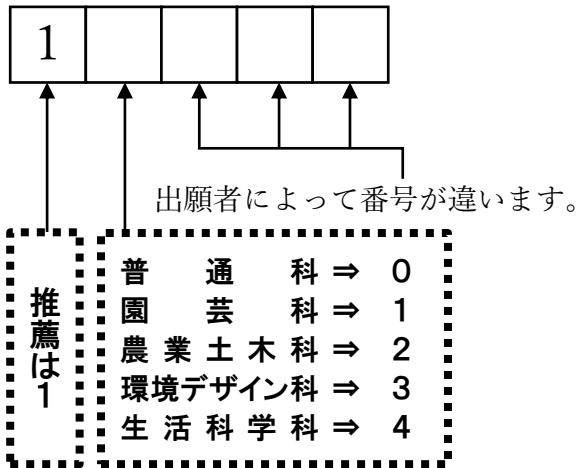 1
出願者によって番号が違います。
推薦は1
普通科⇒０
園芸科⇒１
農業土木科⇒２
環境デザイン科⇒３
生活科学科⇒４